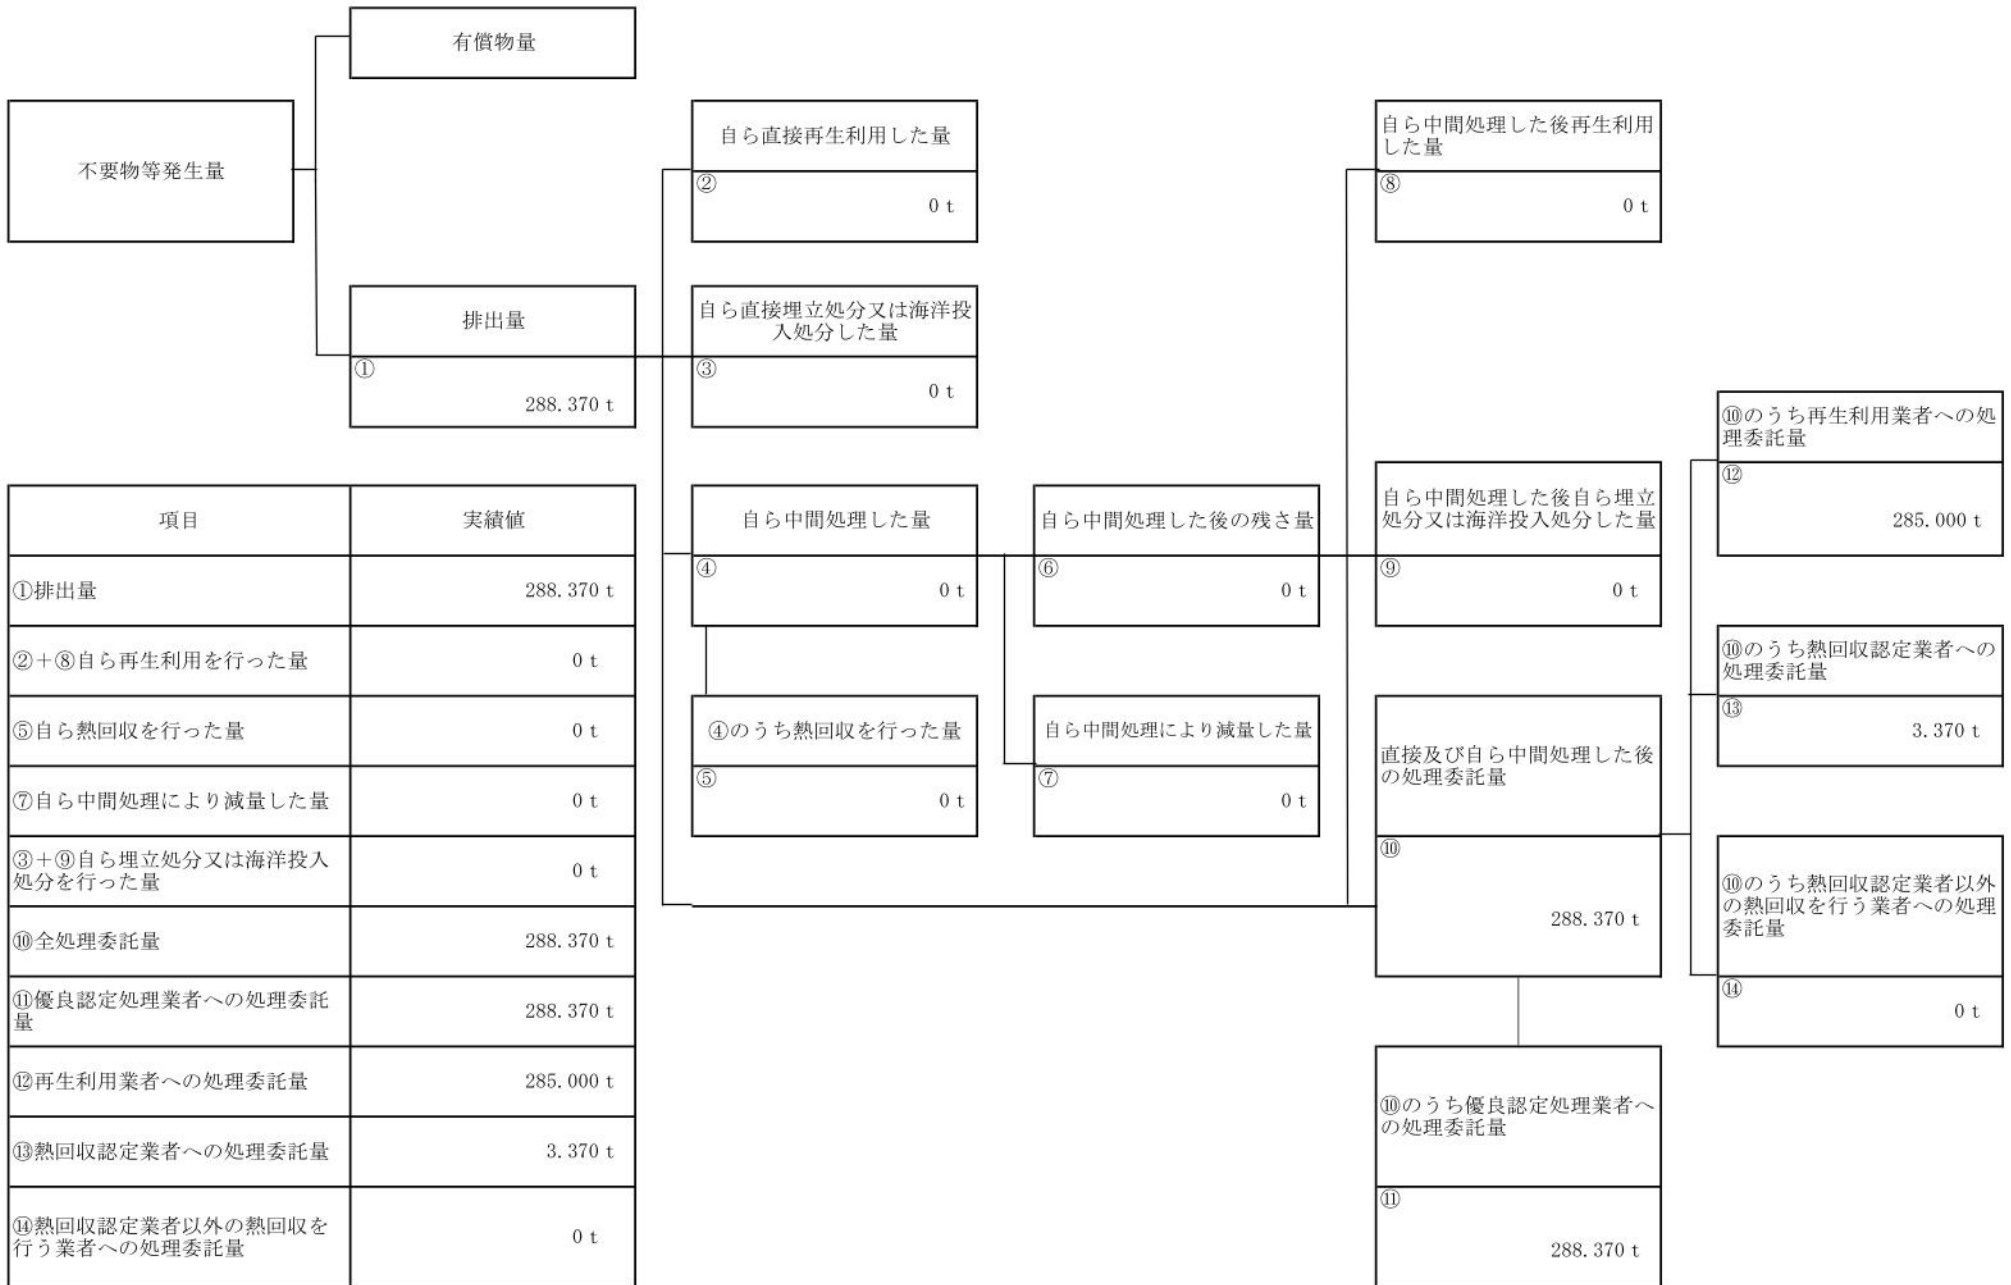 有償物量
不要物等発生量
自ら直接再生利用した量
②
0 t
自ら中間処理した後再生利用
した量
⑧
0 t
排出量
①
288.370 t
自ら直接埋立処分又は海洋投
入処分した量
③
0 t
⑩のうち再生利用業者への処
理委託量
⑫
285.000 t
自ら中間処理した量
④
0 t
自ら中間処理した後の残さ量
⑥
0 t
自ら中間処理した後自ら埋立
処分又は海洋投入処分した量
⑨
0 t
⑩のうち熱回収認定業者への
処理委託量
⑬
3.370 t
④のうち熱回収を行った量
⑤
0 t
自ら中間処理により減量した量
⑦
0 t
直接及び自ら中間処理した後
の処理委託量
⑩
288.370 t
⑩のうち熱回収認定業者以外
の熱回収を行う業者への処理
委託量
⑭
0 t
⑩のうち優良認定処理業者へ
の処理委託量
⑪
288.370 t
項目 実績値
①排出量 288.370 t
②＋⑧自ら再生利用を行った量 0 t
⑤自ら熱回収を行った量 0 t
⑦自ら中間処理により減量した量 0 t
③＋⑨自ら埋立処分又は海洋投入
処分を行った量 0 t
⑩全処理委託量 288.370 t
⑪優良認定処理業者への処理委託
量 288.370 t
⑫再生利用業者への処理委託量 285.000 t
⑬熱回収認定業者への処理委託量 3.370 t
⑭熱回収認定業者以外の熱回収を
行う業者への処理委託量 0 t